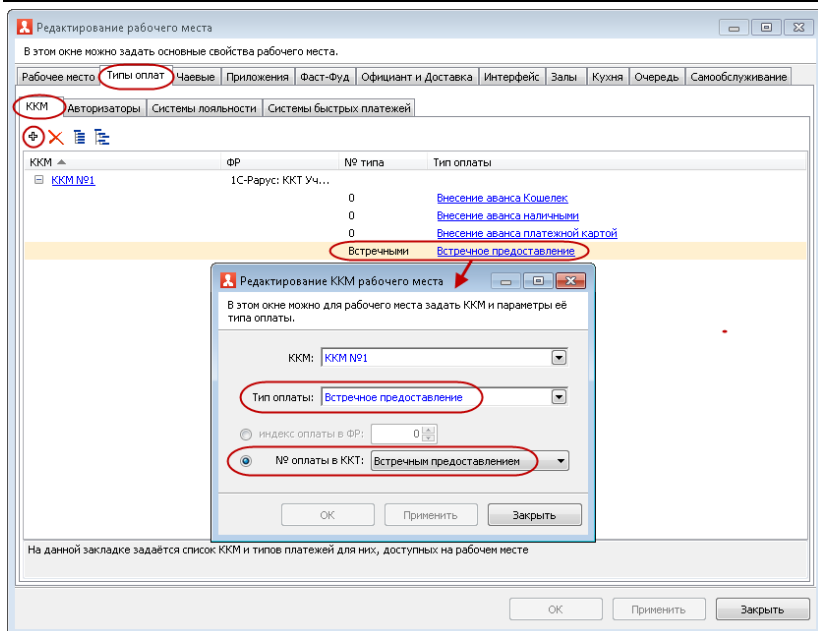 Редактирование рабочего места
В этом окне можно задать основные свойства рабочего места.
Рабочее место Типы оплат Чаевые Приложения Фаст-Фуд Официант и Доставка Интерфейс Залы Кухня Очередь Самообслуживание
ККМ Авторизаторы Системы лояльности Системы быстрых платежей
ККМ ФР № типа Тип оплаты
ККМ №1 1С-Рарус: ККТ Уч...
0 Внесение аванса Кошелек
0 Внесение аванса наличными
0 Внесение аванса платежной картой
Встречными Встречное предоставление
Редактирование ККМ рабочего места
В этом окне можно для рабочего места задать ККМ и параметры её
типа оплаты.
ККМ: ККМ №1
Тип оплаты: Встречное предоставление
индекс оплаты в ФР: 0
№ оплаты в ККТ: Встречным предоставлением
ОК Применить Закрыть
На данной закладке задаётся список ККМ и типов платежей для них, доступных на рабочем месте
ОК Применить Закрыть